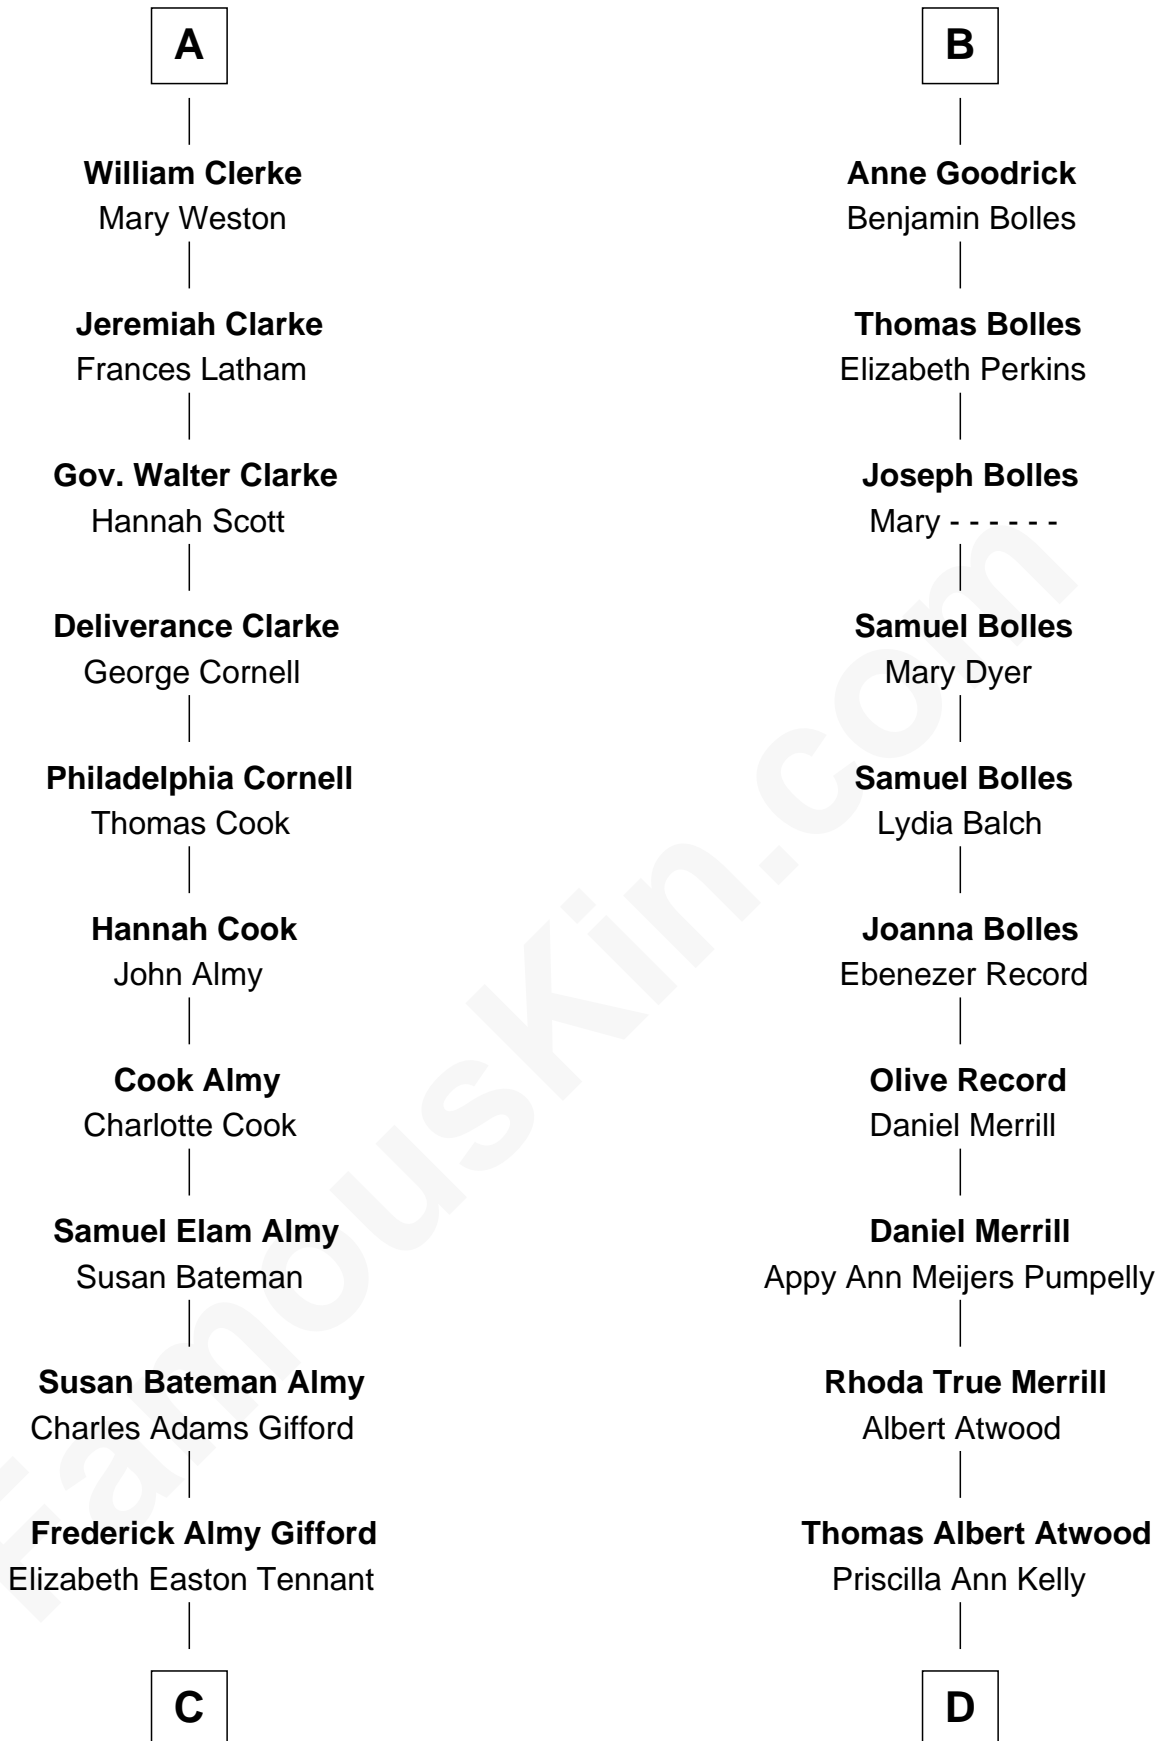 A
William Clerke
Mary Weston
Jeremiah Clarke
Frances Latham
Gov. Walter Clarke
Hannah Scott
Deliverance Clarke
George Cornell
Philadelphia Cornell
Thomas Cook
Hannah Cook
John Almy
Cook Almy
Charlotte Cook
Samuel Elam Almy
Susan Bateman
Susan Bateman Almy
Charles Adams Gifford
Frederick Almy Gifford
Elizabeth Easton Tennant
C
B
Anne Goodrick
Benjamin Bolles
Thomas Bolles
Elizabeth Perkins
Joseph Bolles
Mary - - - - - -
Samuel Bolles
Mary Dyer
Samuel Bolles
Lydia Balch
Joanna Bolles
Ebenezer Record
Olive Record
Daniel Merrill
Daniel Merrill
Appy Ann Meijers Pumpelly
Rhoda True Merrill
Albert Atwood
Thomas Albert Atwood
Priscilla Ann Kelly
D
FamousKin.com